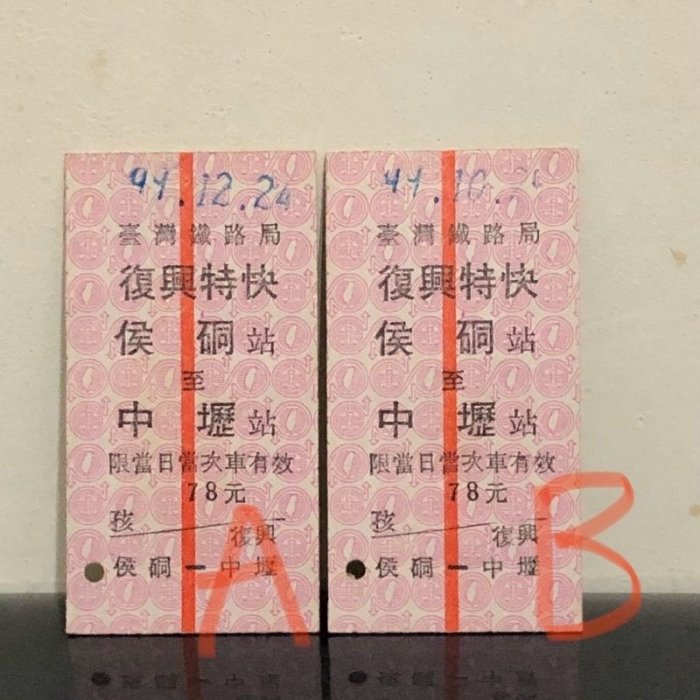 91.12.24
臺灣鐵路局
復興特快
侯硐站
至
中壢站
限當日當次車有效
78元
孩
復興
侯硐—中壢
A
臺灣鐵路局
復興特快
侯硐站
至
中壢站
限當日當次車有效
78元
孩
復興
侯硐—中壢
B